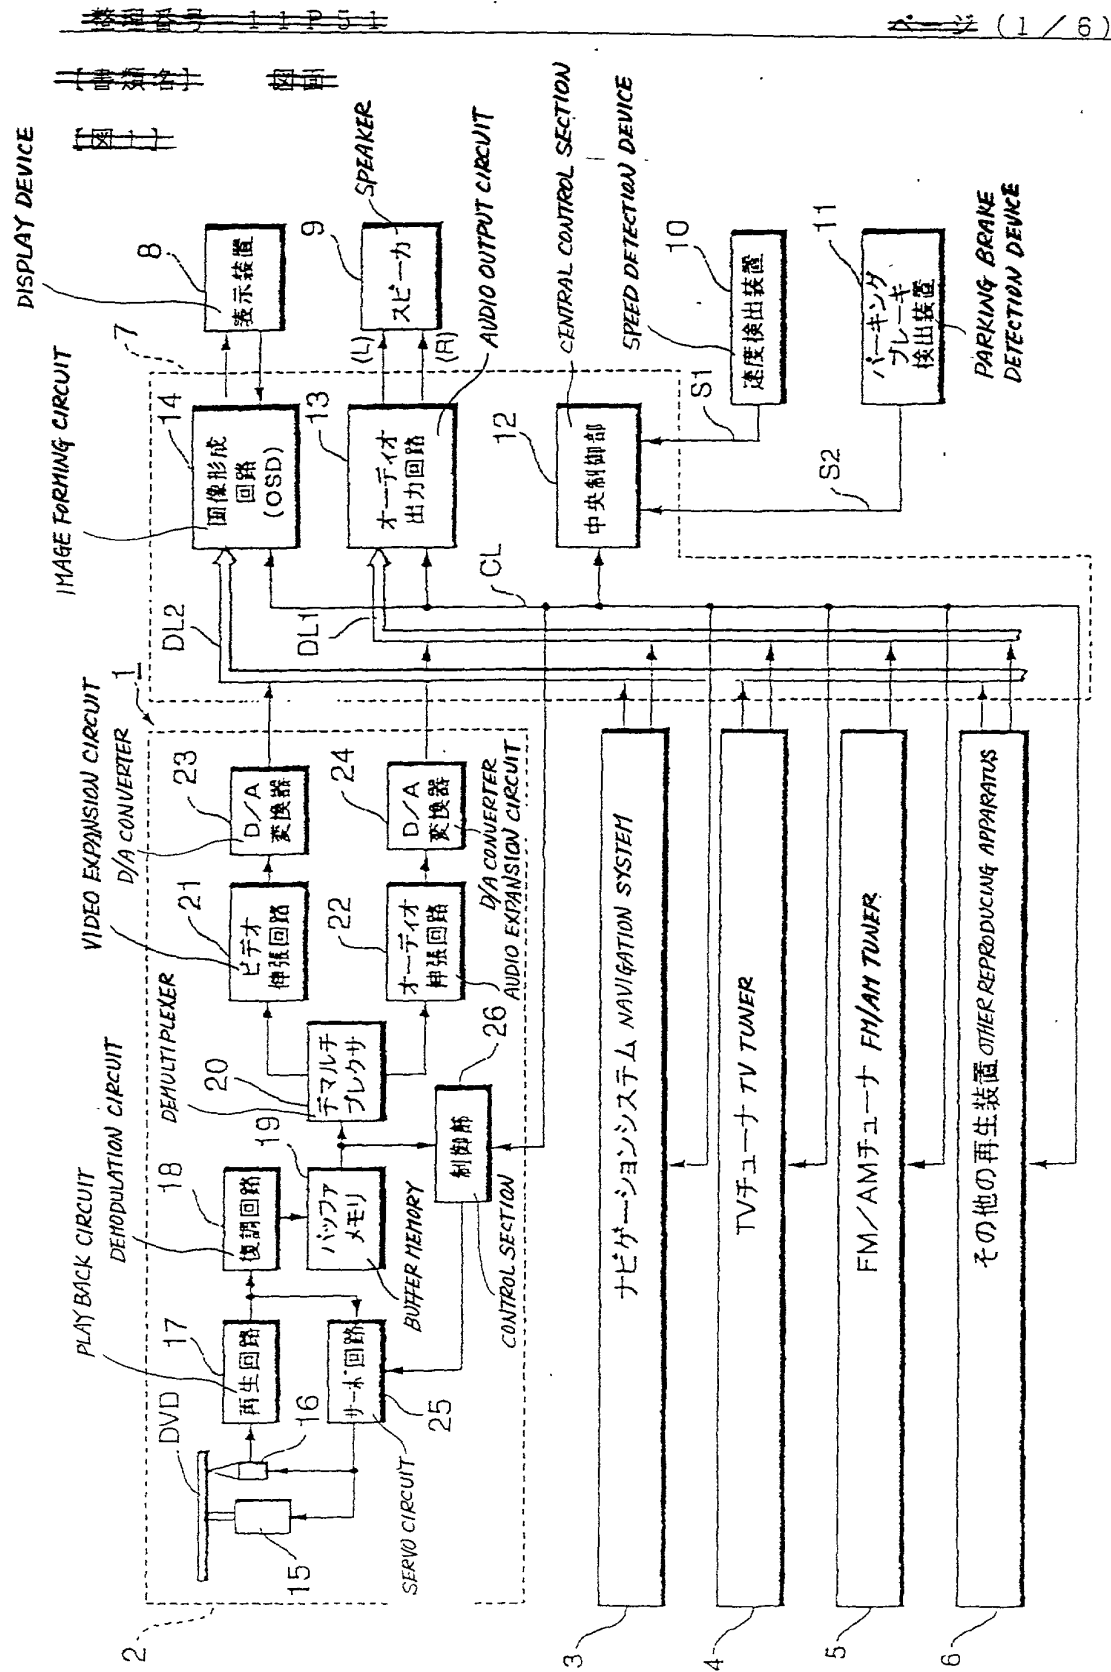 ページ (1/6)
【書類名】 図面
【図1】
1
2
DVD
15
16
PLAYBACK CIRCUIT
17
再生回路
DEMODULATION CIRCUIT
18
復調回路
19
バッファ
メモリ
BUFFER MEMORY
DEMULTIPLEXER
20
デマルチ
プレクサ
VIDEO EXPANSION CIRCUIT
21
ビデオ
伸張回路
D/A CONVERTER
23
D/A
変換器
22
オーディオ
伸張回路
AUDIO EXPANSION CIRCUIT
24
D/A
変換器
D/A CONVERTER
サーボ回路
25
SERVO CIRCUIT
26
制御部
CONTROL SECTION
3
ナビゲーションシステム NAVIGATION SYSTEM
4
TVチューナ TV TUNER
5
FM/AMチューナ FM/AM TUNER
6
その他の再生装置 OTHER REPRODUCING APPARATUS
7
DL2
DL1
CL
IMAGE FORMING CIRCUIT
14
画像形成
回路
(OSD)
13
オーディオ
出力回路
AUDIO OUTPUT CIRCUIT
12
中央制御部
CENTRAL CONTROL SECTION
DISPLAY DEVICE
8
表示装置
(L)
(R)
9
スピーカ
SPEAKER
S1
10
速度検出装置
SPEED DETECTION DEVICE
S2
11
パーキング
ブレーキ
検出装置
PARKING BRAKE
DETECTION DEVICE